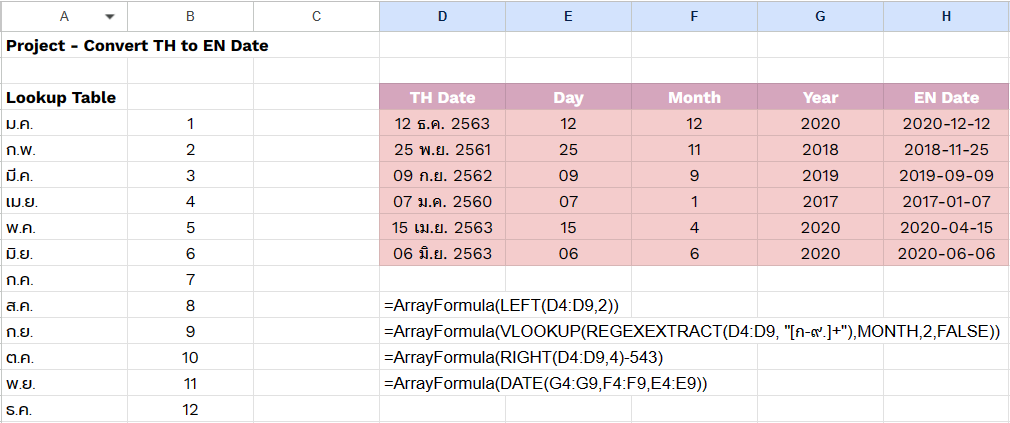 A B C D E F G H
Project - Convert TH to EN Date
Lookup Table TH Date Day Month Year EN Date
ม.ค. 1 12 ธ.ค. 2563 12 12 2020 2020-12-12
ก.พ. 2 25 พ.ย. 2561 25 11 2018 2018-11-25
มี.ค. 3 09 ก.ย. 2562 09 9 2019 2019-09-09
เม.ย. 4 07 ม.ค. 2560 07 1 2017 2017-01-07
พ.ค. 5 15 เม.ย. 2563 15 4 2020 2020-04-15
มิ.ย. 6 06 มิ.ย. 2563 06 6 2020 2020-06-06
ก.ค. 7
ส.ค. 8 =ArrayFormula(LEFT(D4:D9,2))
ก.ย. 9 =ArrayFormula(VLOOKUP(REGEXEXTRACT(D4:D9, "[ก-๙.]+"),MONTH,2,FALSE))
ต.ค. 10 =ArrayFormula(RIGHT(D4:D9,4)-543)
พ.ย. 11 =ArrayFormula(DATE(G4:G9,F4:F9,E4:E9))
ธ.ค. 12